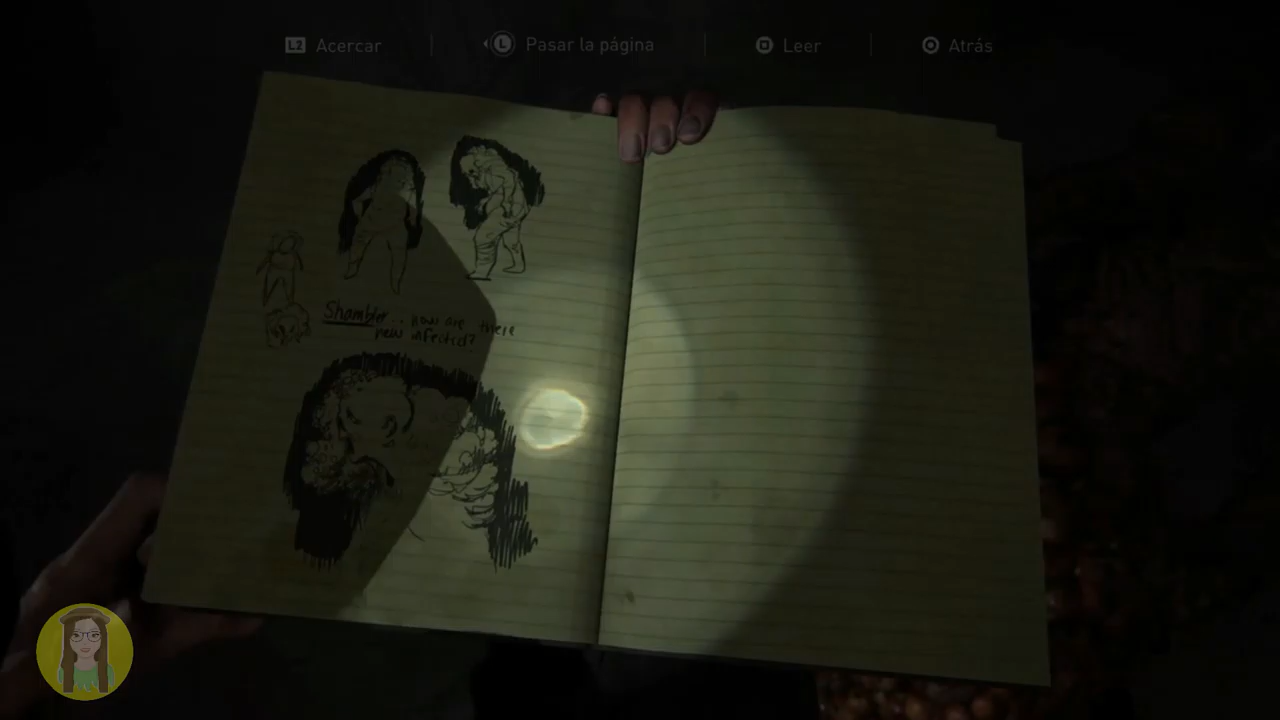 L2 Acercar
L Pasar la página
Leer
Atrás
Shambler.. how are there
new infected?